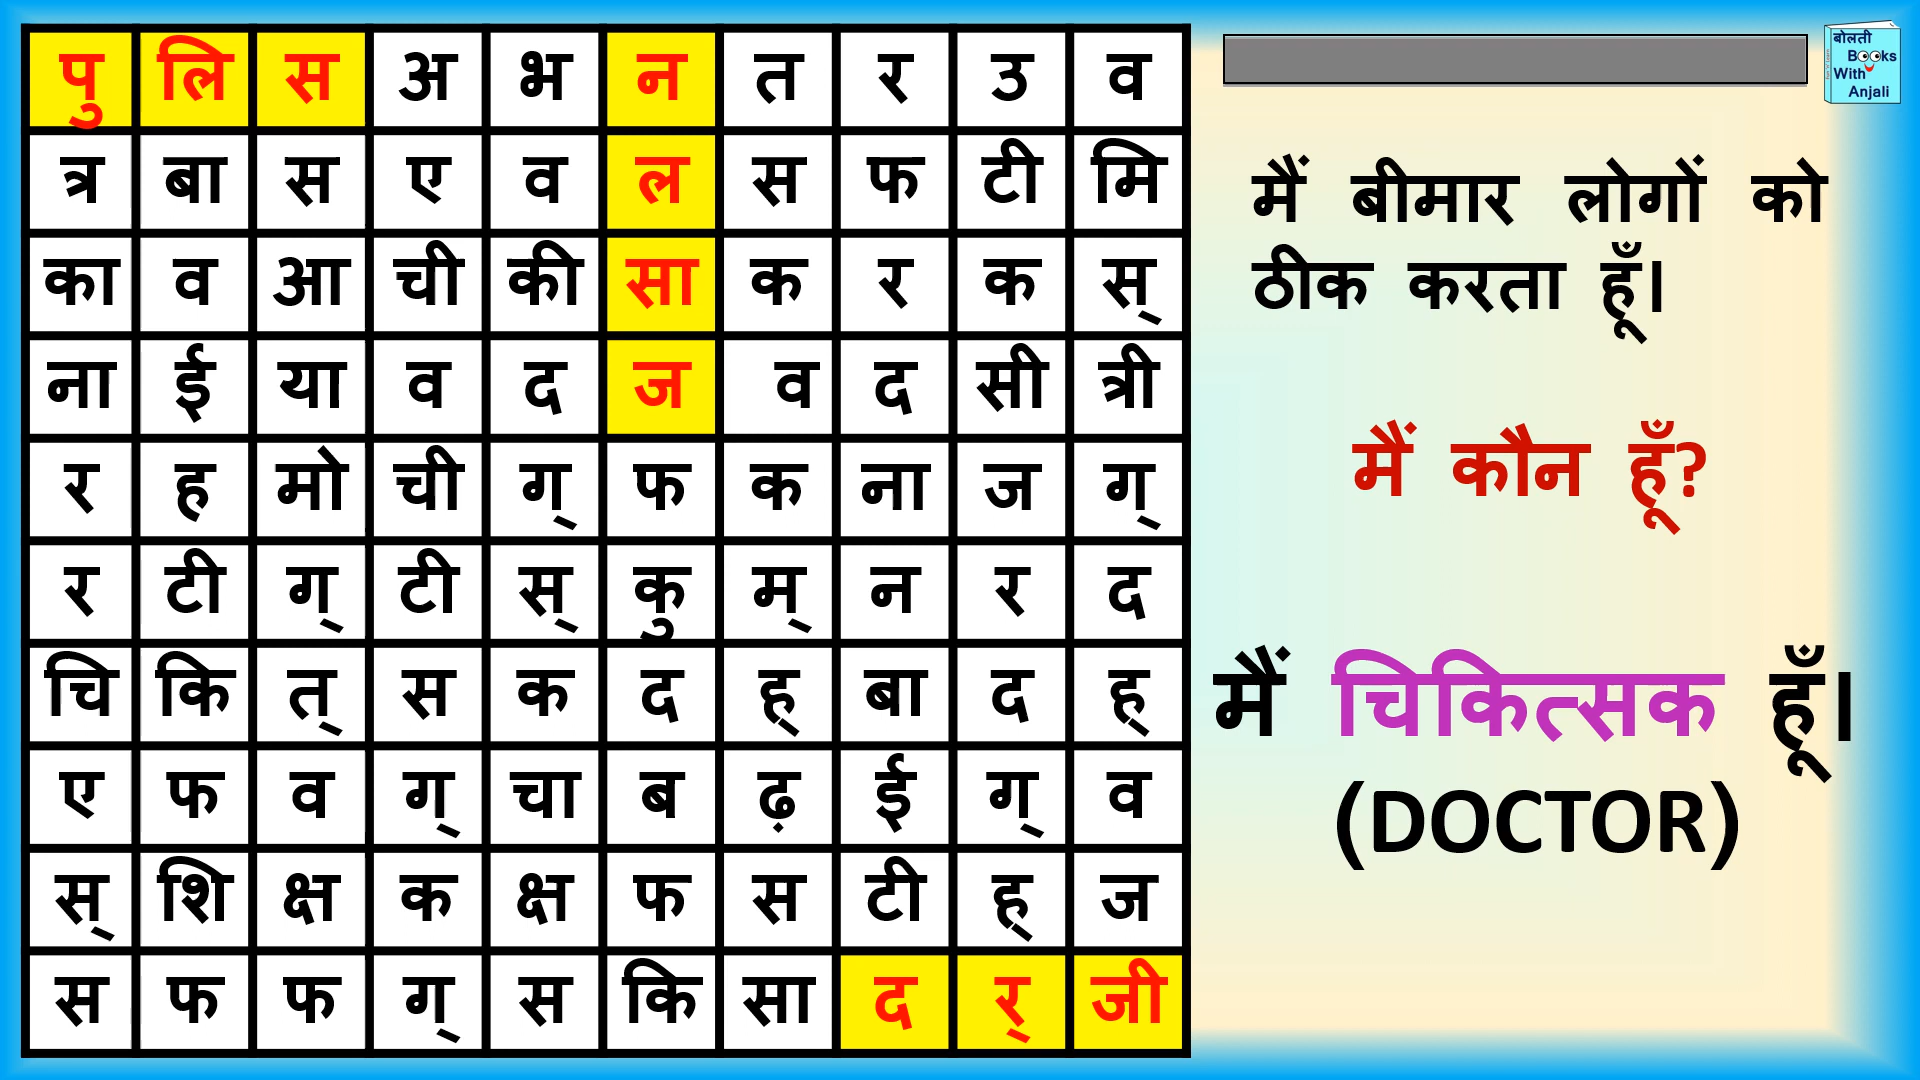 पु लि स अ भ न त र उ व
त्र बा स ए व ल स फ टी मि
का व आ ची की सा क र क स्
ना ई या व द ज व द सी त्री
र ह मो ची ग् फ क ना ज ग्
र टी ग् टी स् कु म् न र द
चि कि त् स क द ह् बा द ह्
ए फ व ग् चा ब ढ़ ई ग् व
स् शि क्ष क क्ष फ स टी ह् ज
स फ फ ग् स कि सा द र् जी
मैं बीमार लोगों को
ठीक करता हूँ।
मैं कौन हूँ?
मैं चिकित्सक हूँ।
(DOCTOR)
बोलती
Books
With
Anjali